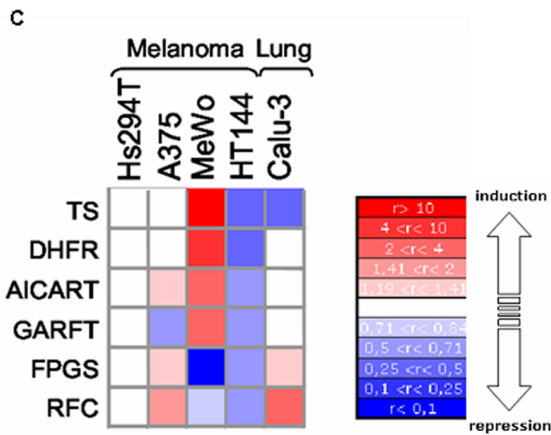 C
Melanoma Lung
Hs294T A375 MeWo HT144 Calu-3
TS
DHFR
AICART
GARFT
FPGS
RFC
induction
r> 10
4 <r< 10
2 <r< 4
1,41 <r< 2
1,19 <r< 1,41
0,71 <r< 0,84
0,5 <r< 0,71
0,25 <r< 0,5
0,1 <r< 0,25
r< 0,1
repression